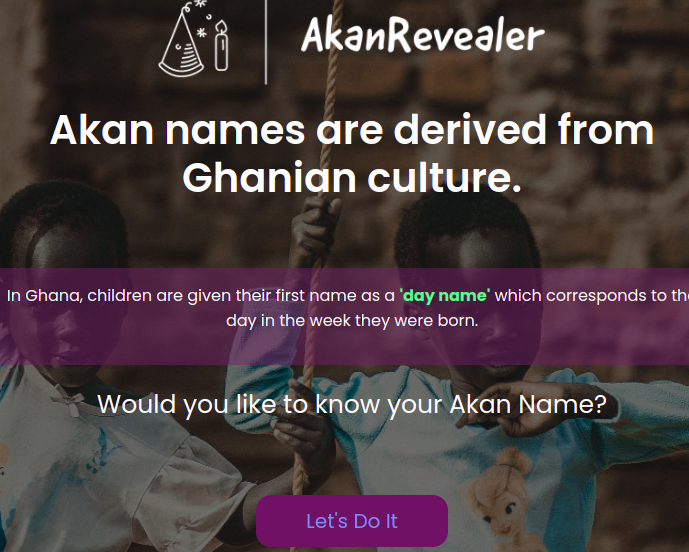 AkanRevealer
Akan names are derived from
Ghanian culture.
In Ghana, children are given their first name as a 'day name' which corresponds to the
day in the week they were born.
Would you like to know your Akan Name?
Let's Do It